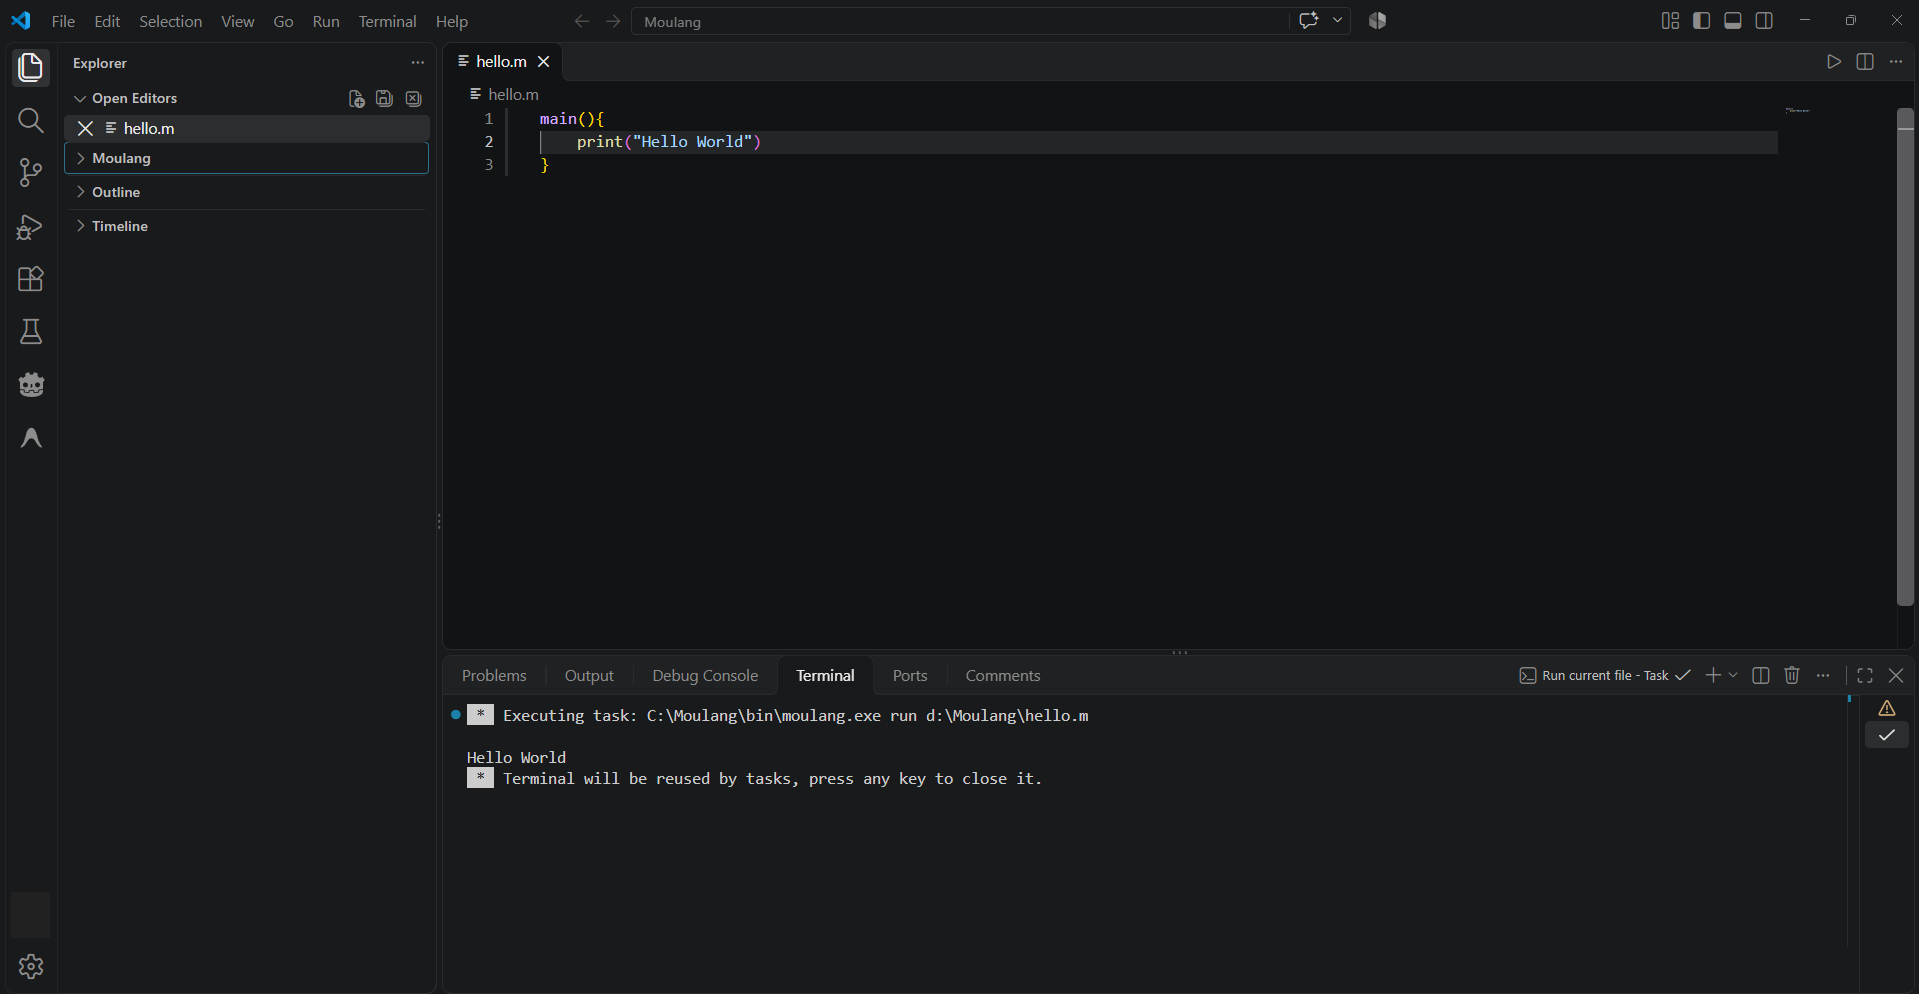 File Edit Selection View Go Run Terminal Help
Moulang
Explorer
Open Editors
hello.m
Moulang
Outline
Timeline
hello.m
hello.m
1 main(){
2 print("Hello World")
3 }
Problems Output Debug Console Terminal Ports Comments
Run current file - Task
* Executing task: C:\Moulang\bin\moulang.exe run d:\Moulang\hello.m
Hello World
* Terminal will be reused by tasks, press any key to close it.